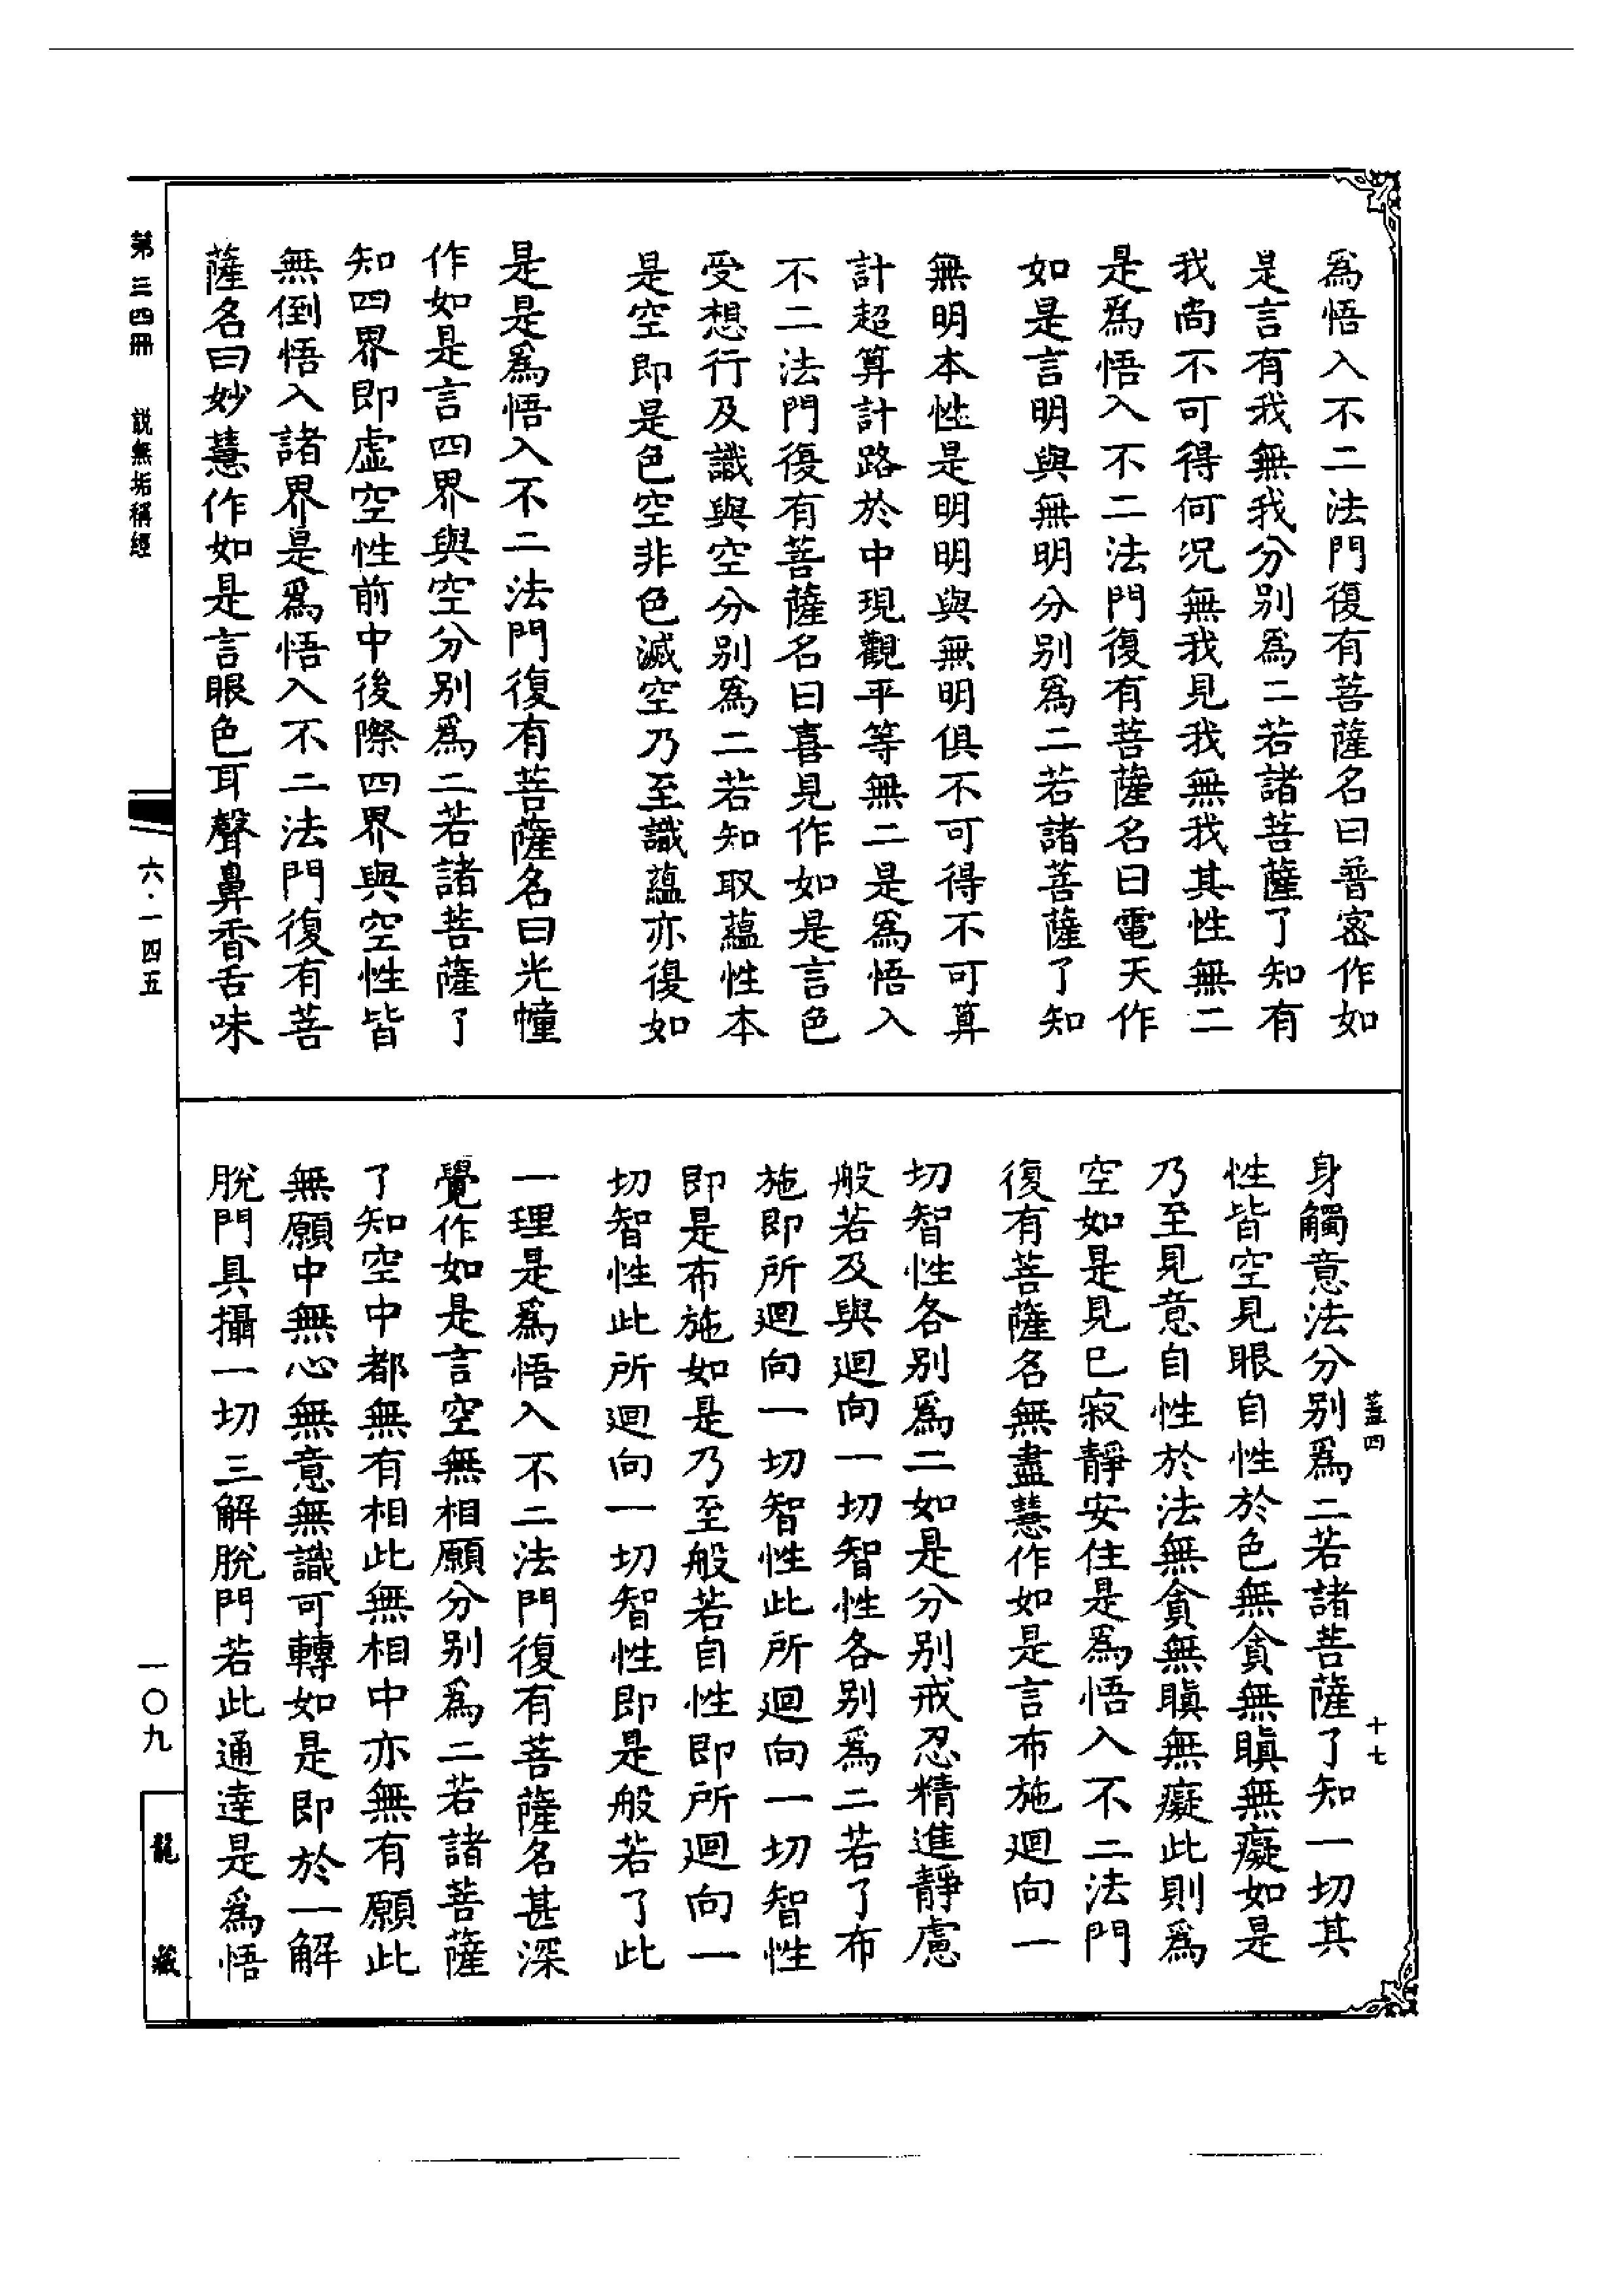 爲悟入不二法門復有菩薩名曰普密作如
是言有我無我分别爲二若諸菩薩了知有
我尚不可得何况無我見我無我其性無二
是爲悟入不二法門復有菩薩名曰電天作
如是言明與無明分别爲二若諸菩薩了知
無明本性是明明與無明俱不可得不可算
計超算計路於中現觀平等無二是爲悟入
不二法門復有菩薩名曰喜見作如是言色
受想行及識與空分别爲二若知取蘊性本
是空即是色空非色滅空乃至識蘊亦復如
是是爲悟入不二法門復有菩薩名曰光幢
作如是言四界與空分别爲二若諸菩薩了
知四界即虛空性前中後際四界與空性皆
無倒悟入諸界是爲悟入不二法門復有菩
薩名曰妙慧作如是言眼色耳聲鼻香舌味
第三四冊 說無垢稱經
六·一四五
蓋四
十七
身觸意法分别爲二若諸菩薩了知一切其
性皆空見眼自性於色無貪無瞋無癡如是
乃至見意自性於法無貪無瞋無癡此則爲
空如是見已寂靜安住是爲悟入不二法門
復有菩薩名無盡慧作如是言布施迴向一
切智性各别爲二如是分别戒忍精進靜慮
般若及與迴向一切智性各别爲二若了布
施即所迴向一切智性此所迴向一切智性
即是布施如是乃至般若自性即所迴向一
切智性此所迴向一切智性即是般若了此
一理是爲悟入不二法門復有菩薩名甚深
覺作如是言空無相願分别爲二若諸菩薩
了知空中都無有相此無相中亦無有願此
無願中無心無意無識可轉如是即於一解
脫門具攝一切三解脫門若此通達是爲悟
一〇九
龍藏